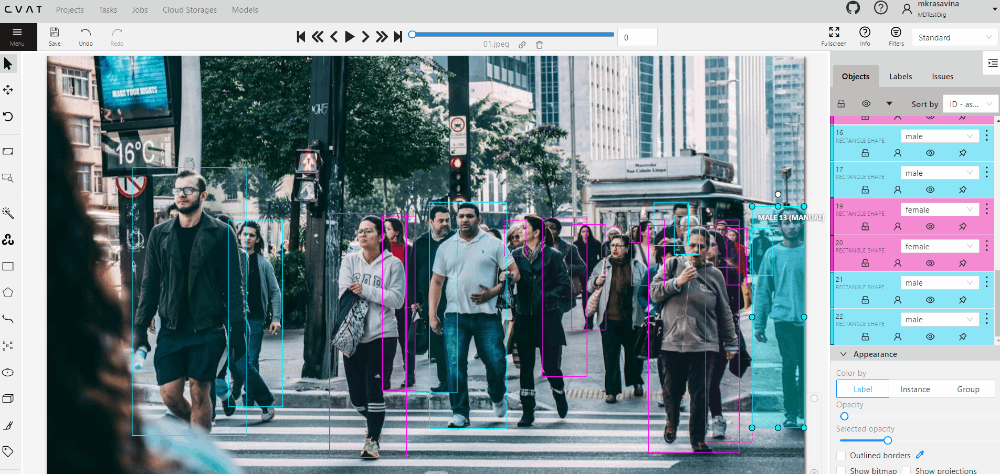 CVAT
Projects
Tasks
Jobs
Cloud Storages
Models
mkrasavina
MDTestOrg
Menu
Save
Undo
Redo
01.jpeg
0
Fullscreen
Info
Filters
Standard
Objects
Labels
Issues
Sort by
ID - as...
16
RECTANGLE SHAPE
male
17
RECTANGLE SHAPE
male
19
RECTANGLE SHAPE
female
20
RECTANGLE SHAPE
female
21
RECTANGLE SHAPE
male
22
RECTANGLE SHAPE
male
Appearance
Color by
Label
Instance
Group
Opacity
Selected opacity
Outlined borders
Show bitmap
Show projections
MAKE YOUR NIGHTS
16°C
MALE 13 (MANUAL)